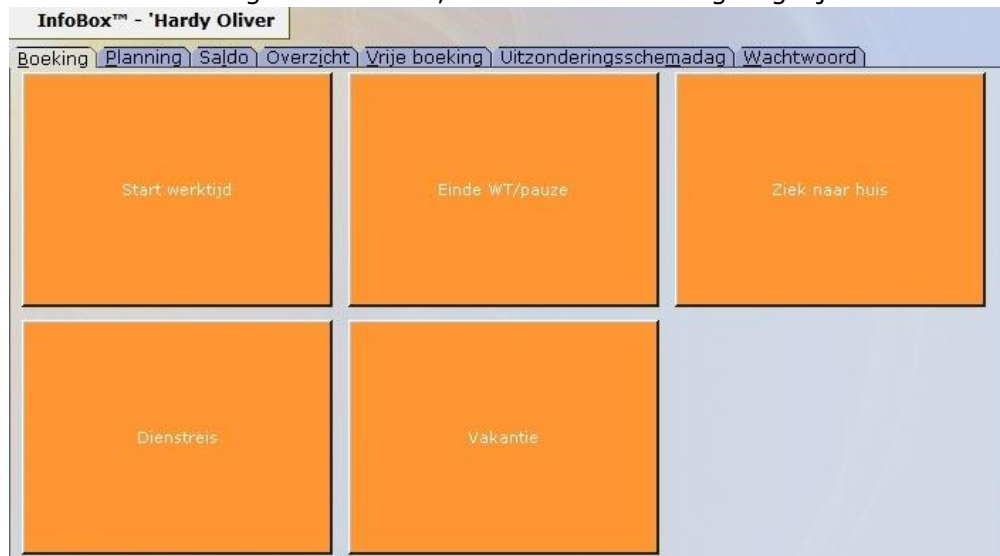 InfoBox™ - 'Hardy Oliver
Boeking Planning Saldo Overzicht Vrije boeking Uitzonderingsschemadag Wachtwoord
Start werktijd Einde WT/pauze Ziek naar huis
Dienstreis Vakantie